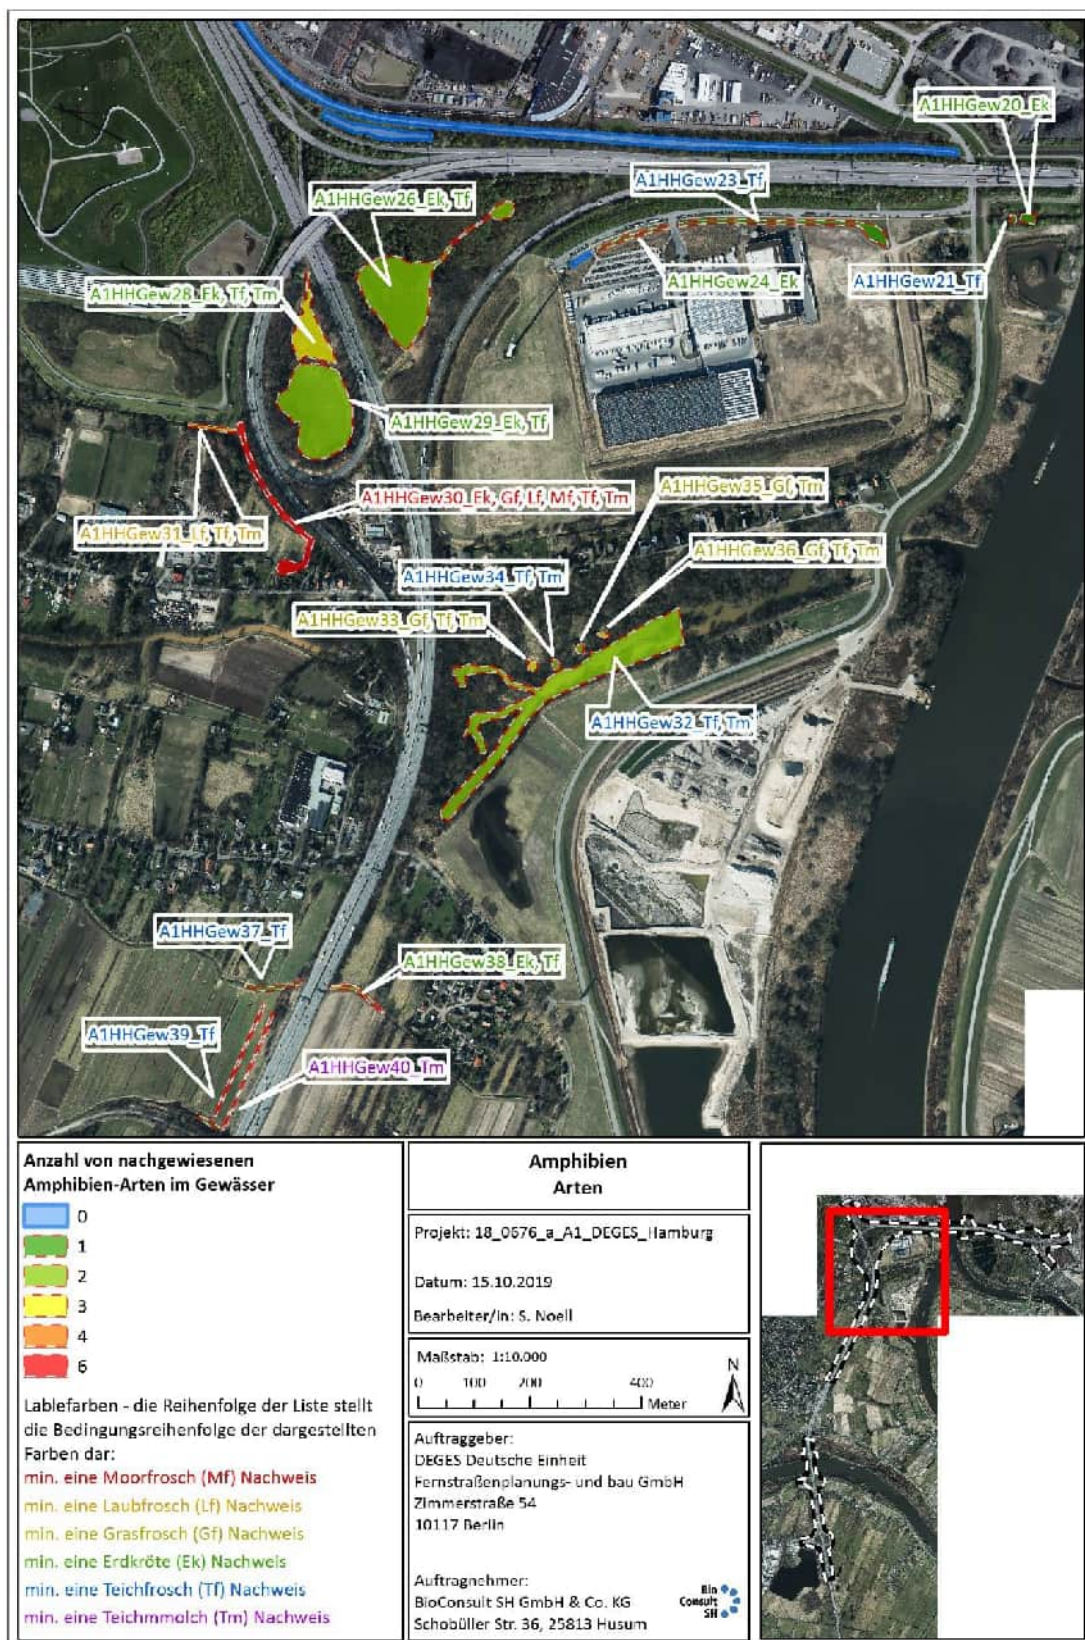 A1HHGew20_Ek
A1HHGew23_Tf
A1HHGew26_Ek, Tf
A1HHGew24_Ek
A1HHGew21_Tf
A1HHGew28_Ek, Tf, Tm
A1HHGew29_Ek, Tf
A1HHGew30_Ek, Gf, Lf, Mf, Tf, Tm
A1HHGew35_Gf, Tm
A1HHGew31_Lf, Tf, Tm
A1HHGew36_Gf, Tf, Tm
A1HHGew34_Tf, Tm
A1HHGew33_Gf, Tf, Tm
A1HHGew32_Tf, Tm
A1HHGew37_Tf
A1HHGew38_Ek, Tf
A1HHGew39_Tf
A1HHGew40_Tm
Anzahl von nachgewiesenen
Amphibien-Arten im Gewässer
0
1
2
3
4
6
Lablefarben - die Reihenfolge der Liste stellt
die Bedingungsreihenfolge der dargestellten
Farben dar:
min. eine Moorfrosch (Mf) Nachweis
min. eine Laubfrosch (Lf) Nachweis
min. eine Grasfrosch (Gf) Nachweis
min. eine Erdkröte (Ek) Nachweis
min. eine Teichfrosch (Tf) Nachweis
min. eine Teichmmolch (Tm) Nachweis
Amphibien
Arten
Projekt: 18_0676_a_A1_DEGES_Hamburg
Datum: 15.10.2019
Bearbeiter/in: S. Noell
Maßstab: 1:10.000
0 100 200 400
Meter
N
Auftraggeber:
DEGES Deutsche Einheit
Fernstraßenplanungs- und bau GmbH
Zimmerstraße 54
10117 Berlin
Auftragnehmer:
BioConsult SH GmbH & Co. KG
Schobüller Str. 36, 25813 Husum
Bio
Consult
SH